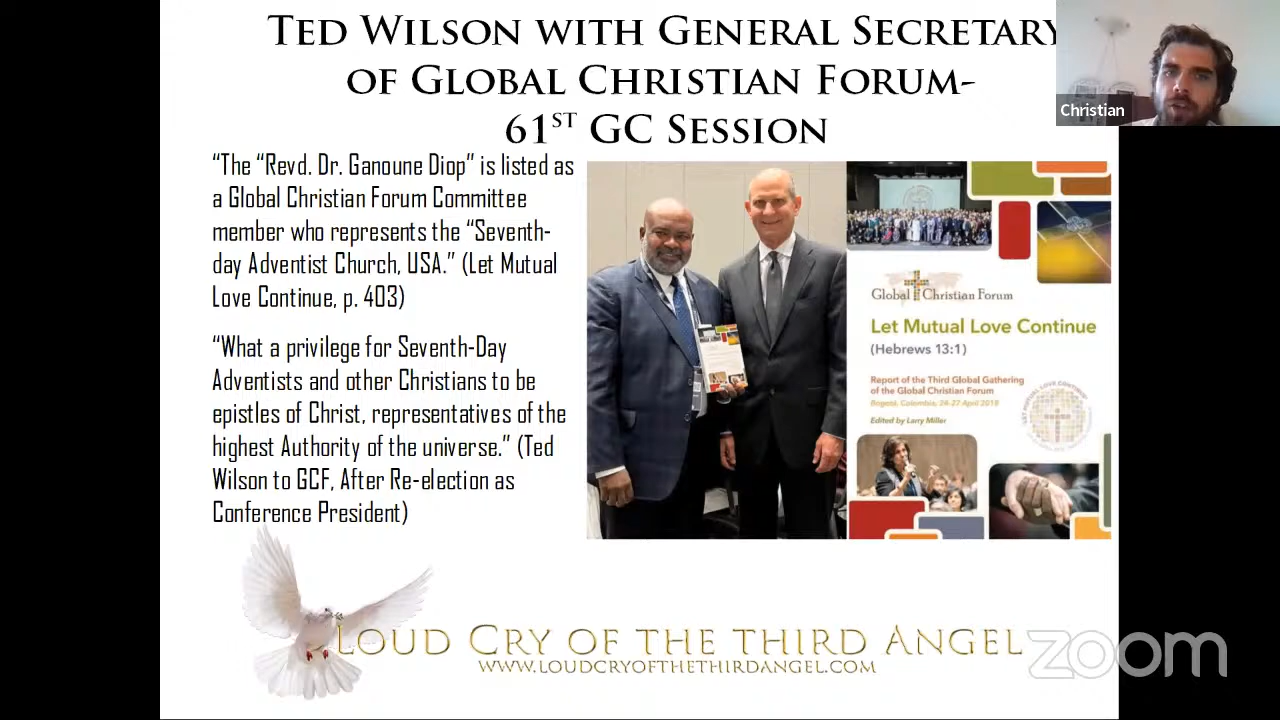 TED WILSON WITH GENERAL SECRETARY
OF GLOBAL CHRISTIAN FORUM-
61ST GC SESSION
Christian
“The “Revd. Dr. Ganoune Diop” is listed as
a Global Christian Forum Committee
member who represents the “Seventh-
day Adventist Church, USA.” (Let Mutual
Love Continue, p. 403)
“What a privilege for Seventh-Day
Adventists and other Christians to be
epistles of Christ, representatives of the
highest Authority of the universe.” (Ted
Wilson to GCF, After Re-election as
Conference President)
Global Christian Forum
Let Mutual Love Continue
(Hebrews 13:1)
Report of the Third Global Gathering
of the Global Christian Forum
Bogotá, Colombia, 24-27 April 2018
Edited by Larry Miller
LET MUTUAL LOVE CONTINUE
LOUD CRY OF THE THIRD ANGEL
WWW.LOUDCRYOFTHETHIRDANGEL.COM
zoom